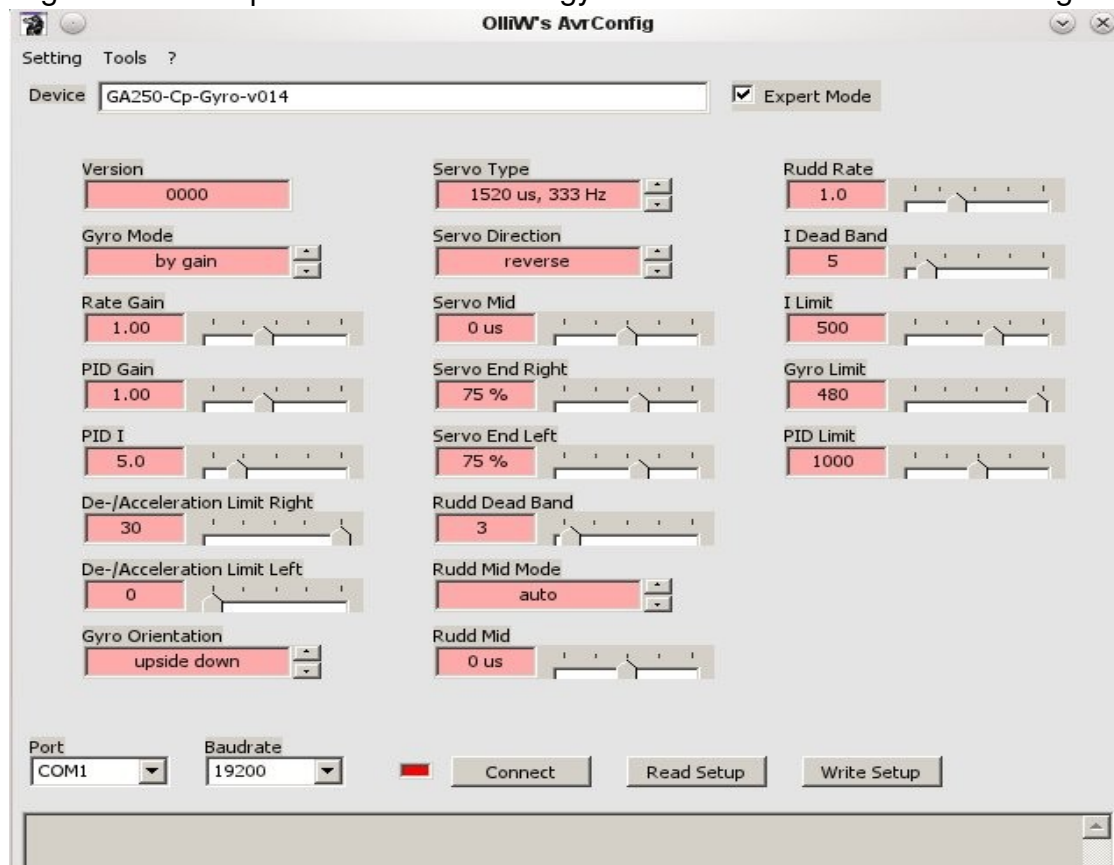 OlliW's AvrConfig
Setting Tools ?
Device GA250-Cp-Gyro-v014 Expert Mode
Version Servo Type Rudd Rate
0000 1520 us, 333 Hz 1.0
Gyro Mode Servo Direction I Dead Band
by gain reverse 5
Rate Gain Servo Mid I Limit
1.00 0 us 500
PID Gain Servo End Right Gyro Limit
1.00 75 % 480
PID I Servo End Left PID Limit
5.0 75 % 1000
De-/Acceleration Limit Right Rudd Dead Band
30 3
De-/Acceleration Limit Left Rudd Mid Mode
0 auto
Gyro Orientation Rudd Mid
upside down 0 us
Port Baudrate
COM1 19200 Connect Read Setup Write Setup